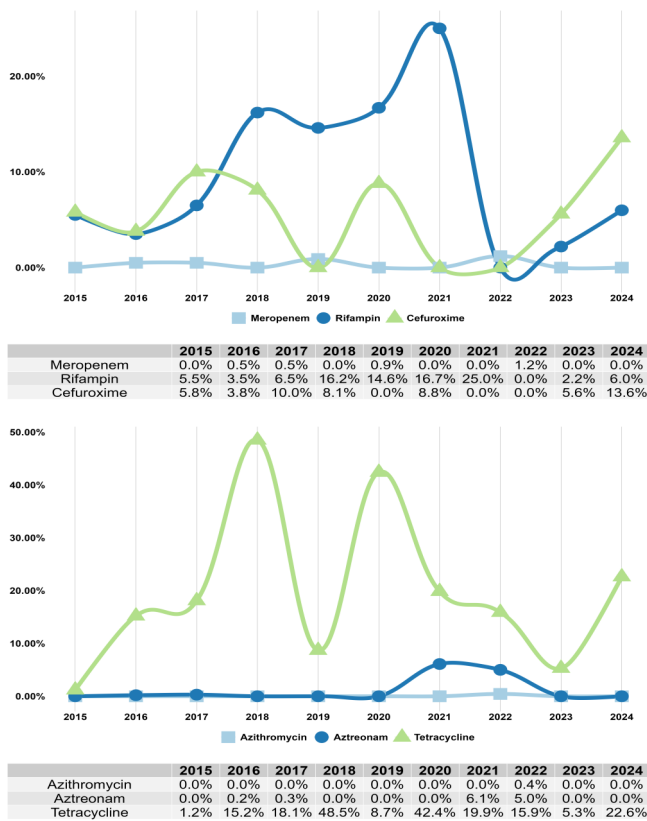 20.00%
10.00%
0.00%
2015 2016 2017 2018 2019 2020 2021 2022 2023 2024
Meropenem Rifampin Cefuroxime
2015 2016 2017 2018 2019 2020 2021 2022 2023 2024
Meropenem 0.0% 0.5% 0.5% 0.0% 0.9% 0.0% 0.0% 1.2% 0.0% 0.0%
Rifampin 5.5% 3.5% 6.5% 16.2% 14.6% 16.7% 25.0% 0.0% 2.2% 6.0%
Cefuroxime 5.8% 3.8% 10.0% 8.1% 0.0% 8.8% 0.0% 0.0% 5.6% 13.6%
50.00%
40.00%
30.00%
20.00%
10.00%
0.00%
2015 2016 2017 2018 2019 2020 2021 2022 2023 2024
Azithromycin Aztreonam Tetracycline
2015 2016 2017 2018 2019 2020 2021 2022 2023 2024
Azithromycin 0.0% 0.0% 0.0% 0.0% 0.0% 0.0% 0.0% 0.4% 0.0% 0.0%
Aztreonam 0.0% 0.2% 0.3% 0.0% 0.0% 0.0% 6.1% 5.0% 0.0% 0.0%
Tetracycline 1.2% 15.2% 18.1% 48.5% 8.7% 42.4% 19.9% 15.9% 5.3% 22.6%